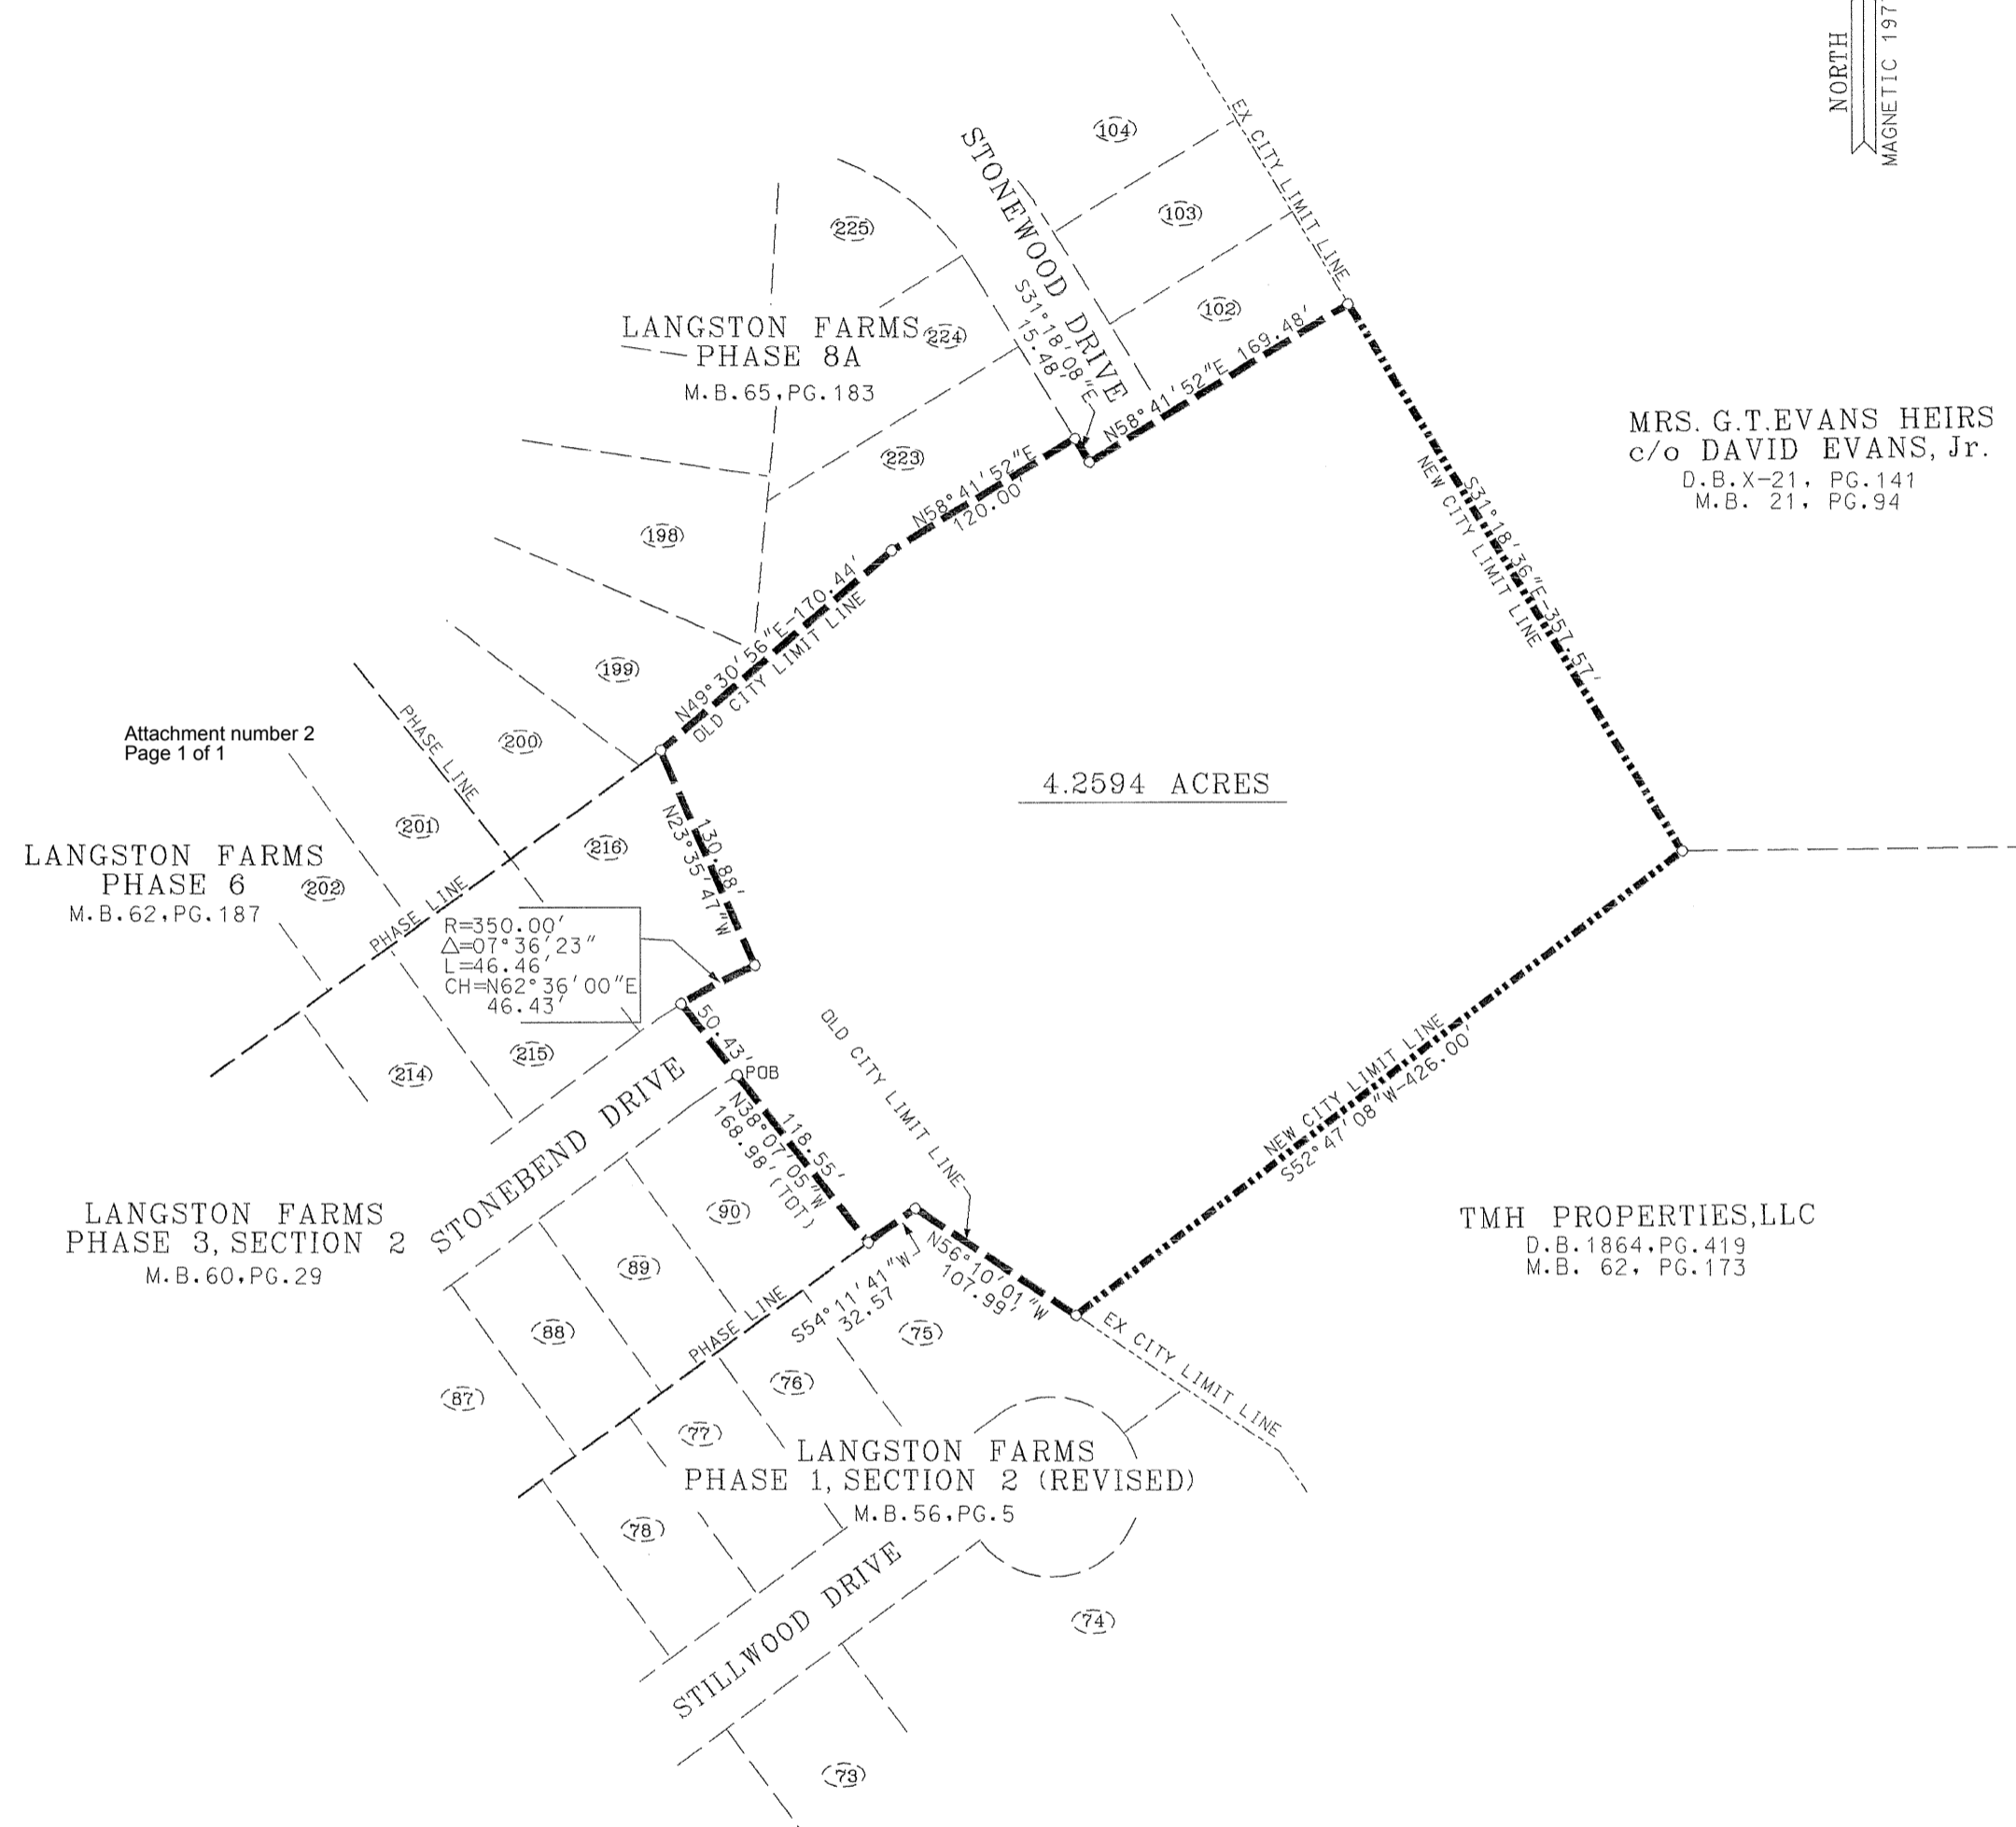 NORTH
MAGNETIC 197
EX CITY LIMIT LINE
104
103
102
STONEWOOD DRIVE
S31°18'08"E
15.48'
225
224
223
LANGSTON FARMS
PHASE 8A
M.B.65,PG.183
N58°41'52"E 169.48'
N58°41'52"E
120.00'
MRS. G.T.EVANS HEIRS
c/o DAVID EVANS, Jr.
D.B.X-21, PG.141
M.B. 21, PG.94
S31°18'36"E-357.57'
NEW CITY LIMIT LINE
198
199
200
N49°30'56"E-170.44'
OLD CITY LIMIT LINE
Attachment number 2
Page 1 of 1
PHASE LINE
4.2594 ACRES
201
202
216
LANGSTON FARMS
PHASE 6
M.B.62,PG.187
PHASE LINE
130.88'
N23°35'47"W
R=350.00'
△=07°36'23"
L=46.46'
CH=N62°36'00"E
46.43'
215
214
50.43'
POB
STONEBEND DRIVE
118.55'
N38°07'05"W
168.98'(TOT)
OLD CITY LIMIT LINE
NEW CITY LIMIT LINE
S52°47'08"W-426.00'
LANGSTON FARMS
PHASE 3, SECTION 2
M.B.60,PG.29
90
89
88
87
PHASE LINE
S54°11'41"W
32.57'
N56°10'01"W
107.99'
TMH PROPERTIES,LLC
D.B.1864,PG.419
M.B. 62, PG.173
EX CITY LIMIT LINE
75
76
77
78
LANGSTON FARMS
PHASE 1, SECTION 2 (REVISED)
M.B.56,PG.5
STILLWOOD DRIVE
74
73